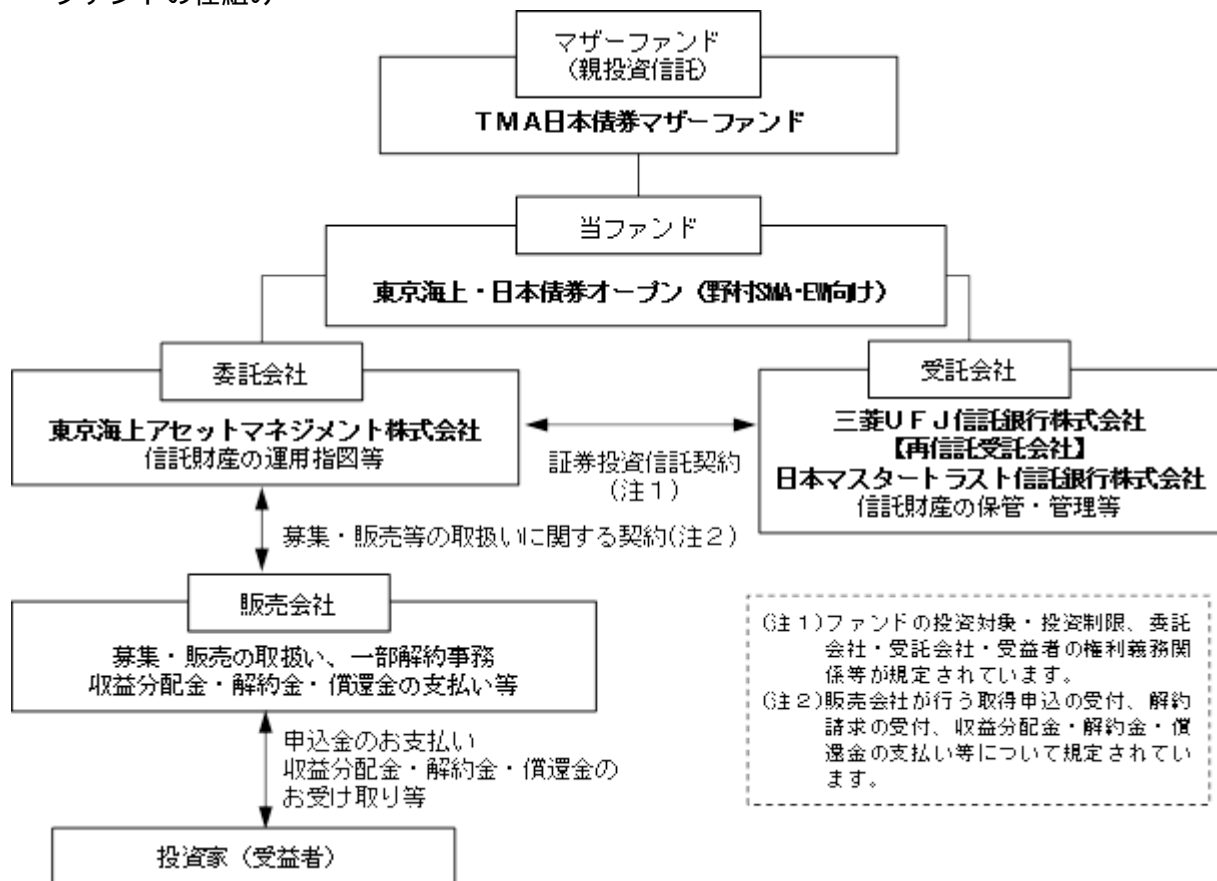 ファンドの仕組み
マザーファンド
(親投資信託)
TMA日本債券マザーファンド
当ファンド
東京海上・日本債券オープン(野村SMA・EW向け)
委託会社
東京海上アセットマネジメント株式会社
信託財産の運用指図等
受託会社
三菱UFJ信託銀行株式会社
【再信託受託会社】
日本マスタートラスト信託銀行株式会社
信託財産の保管・管理等
証券投資信託契約
(注1)
募集・販売等の取扱いに関する契約(注2)
販売会社
募集・販売の取扱い、一部解約事務
収益分配金・解約金・償還金の支払い等
申込金のお支払い
収益分配金・解約金・償還金の
お受け取り等
投資家(受益者)
(注1)ファンドの投資対象・投資制限、委託
会社・受託会社・受益者の権利義務関
係等が規定されています。
(注2)販売会社が行う取得申込の受付、解約
請求の受付、収益分配金・解約金・償
還金の支払い等について規定されてい
ます。